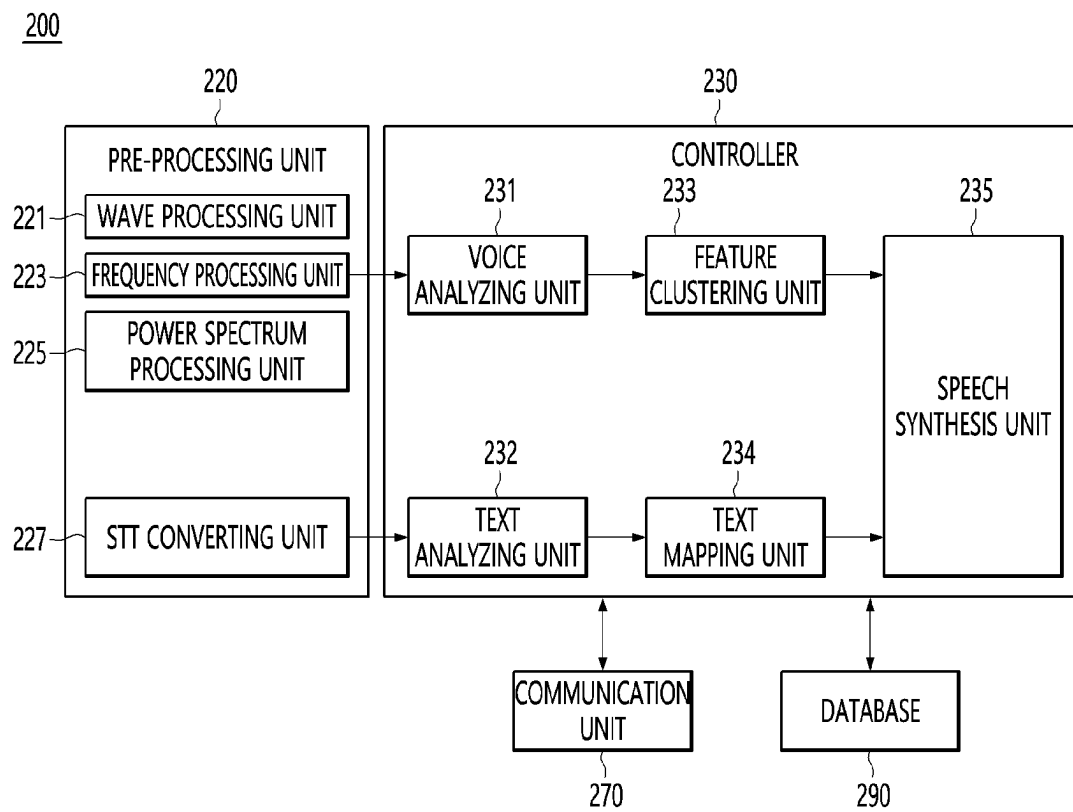 200
220
230
PRE-PROCESSING UNIT
CONTROLLER
221
WAVE PROCESSING UNIT
223
FREQUENCY PROCESSING UNIT
225
POWER SPECTRUM
PROCESSING UNIT
227
STT CONVERTING UNIT
231
VOICE
ANALYZING UNIT
233
FEATURE
CLUSTERING UNIT
235
SPEECH
SYNTHESIS UNIT
232
TEXT
ANALYZING UNIT
234
TEXT
MAPPING UNIT
COMMUNICATION
UNIT
270
DATABASE
290